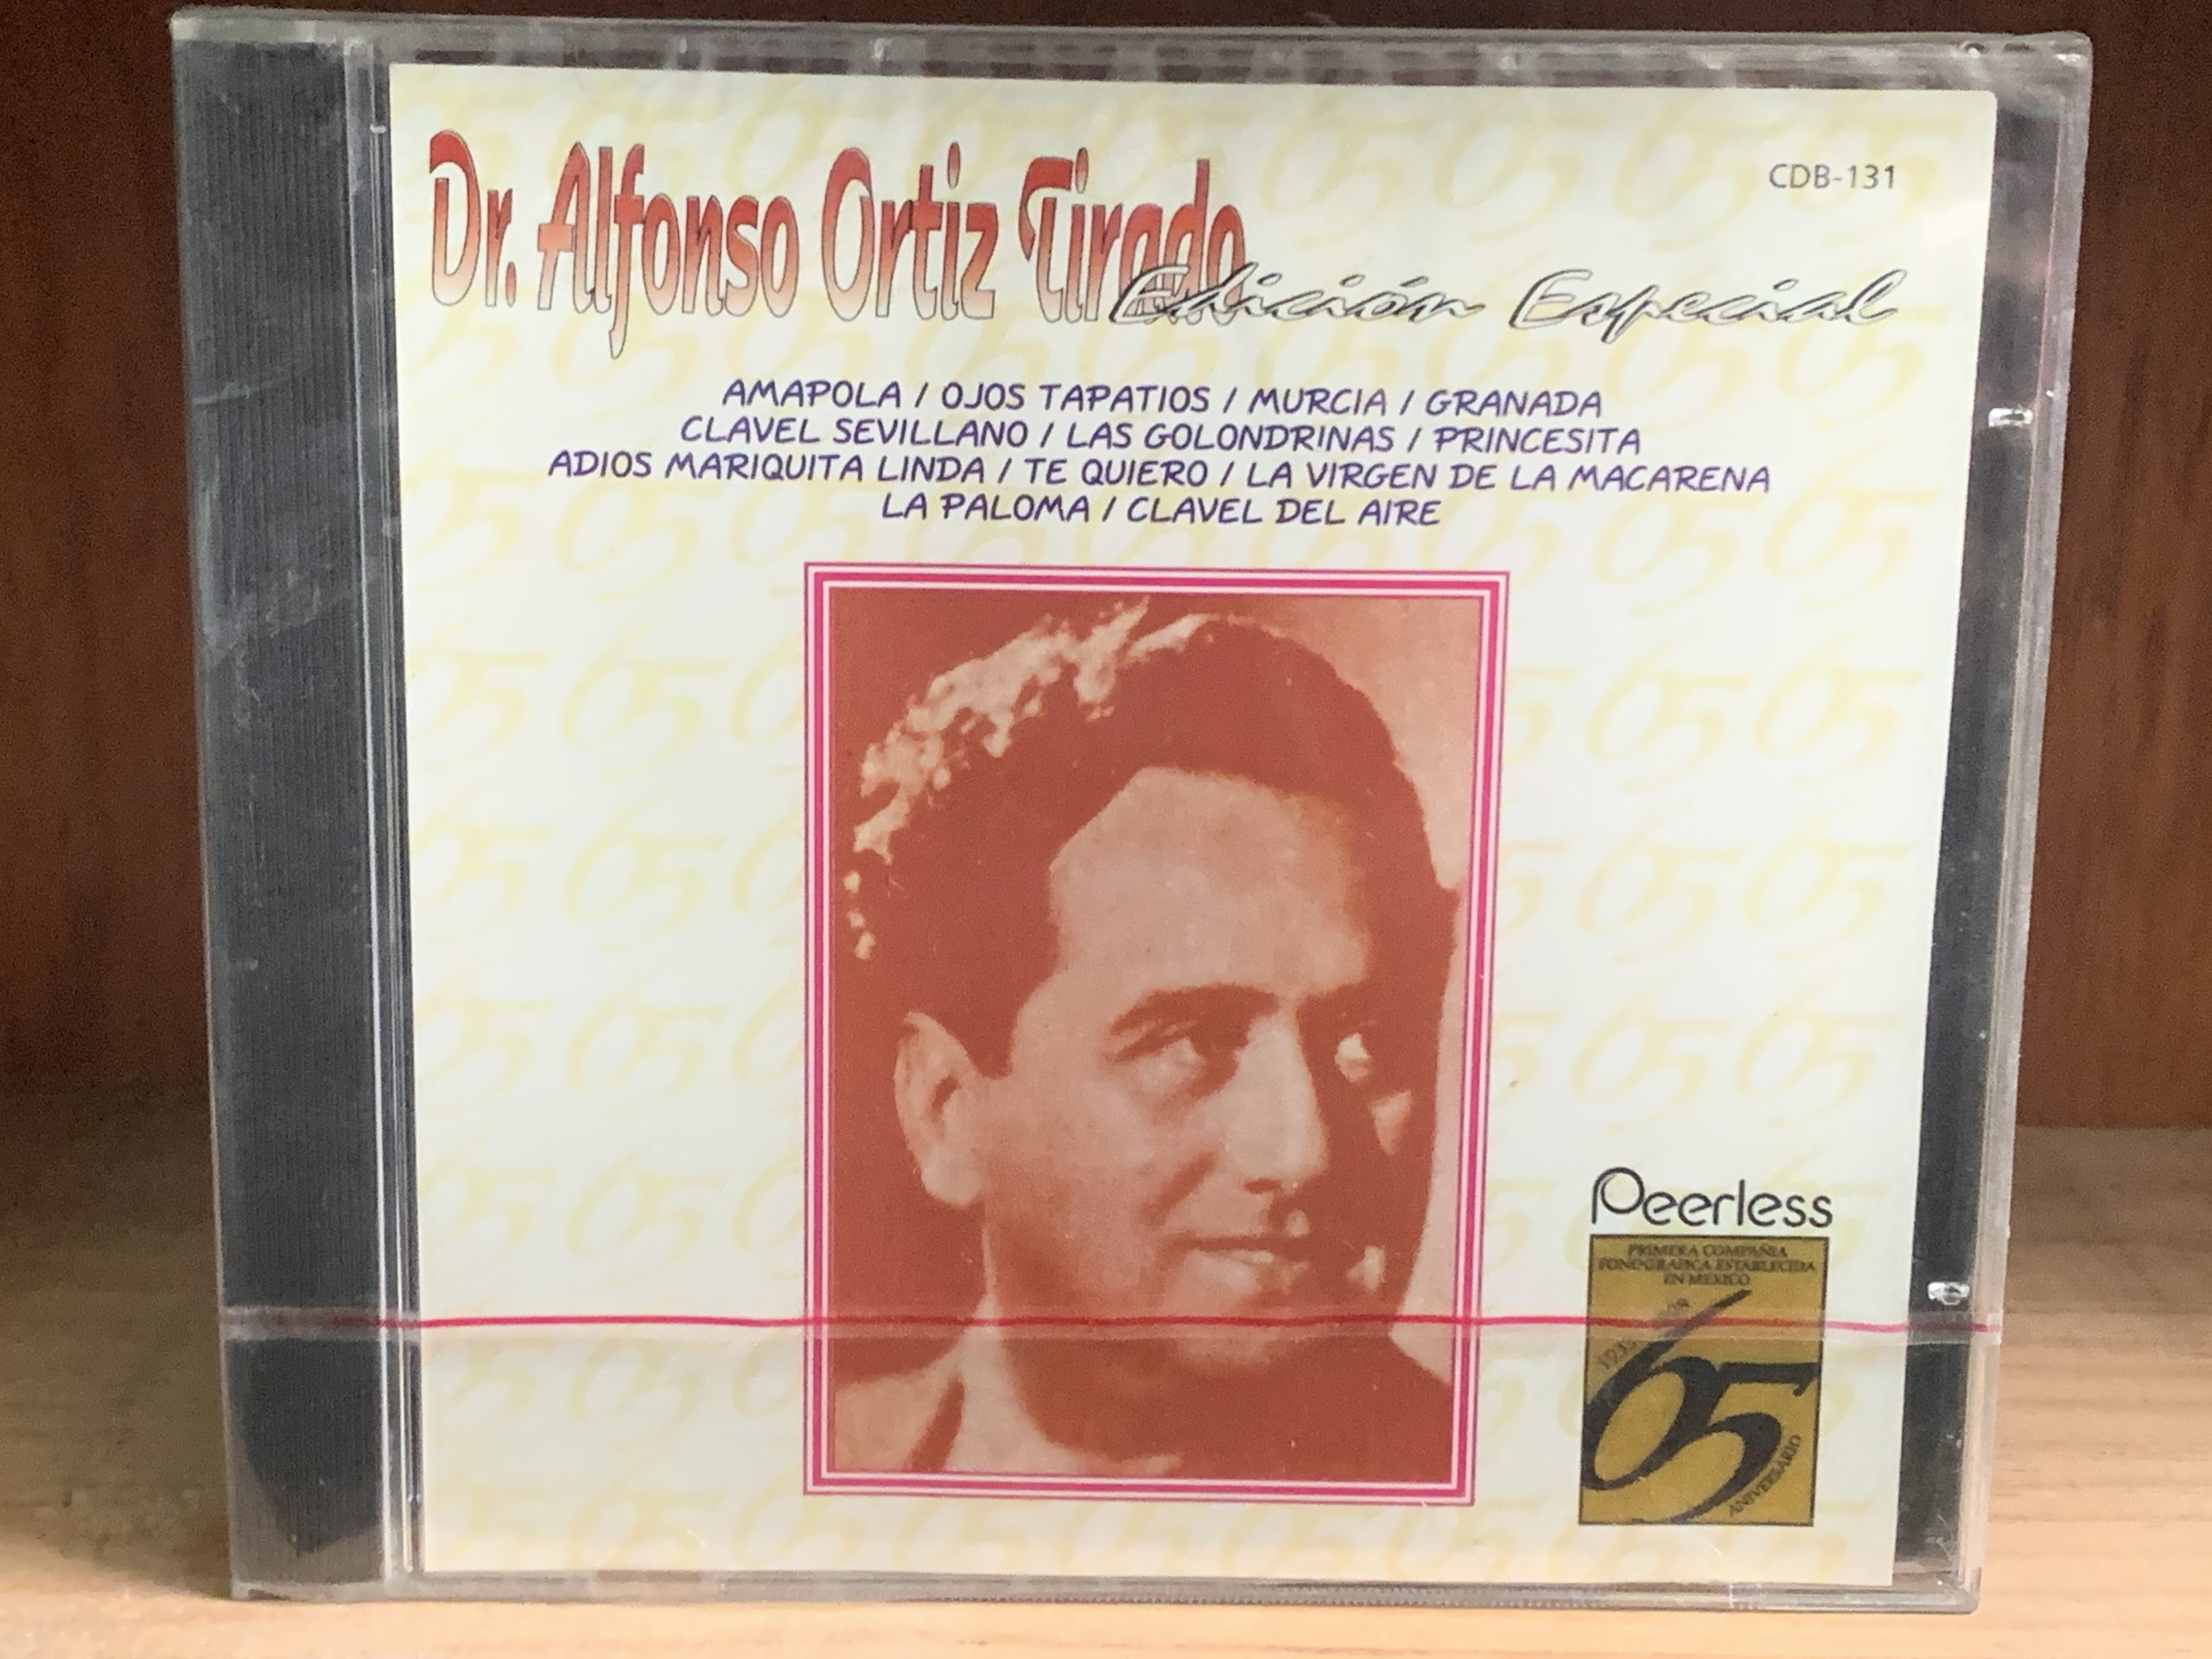 Dr. Alfonso Ortiz Tirado
CDB-131
Edición Especial
AMAPOLA / OJOS TAPATIOS / MURCIA / GRANADA
CLAVEL SEVILLANO / LAS GOLONDRINAS / PRINCESITA
ADIOS MARIQUITA LINDA / TE QUIERO / LA VIRGEN DE LA MACARENA
LA PALOMA / CLAVEL DEL AIRE
Peerless
PRIMERA COMPAÑIA
FONOGRAFICA ESTABLECIDA
EN MEXICO
65
ANIVERSARIO